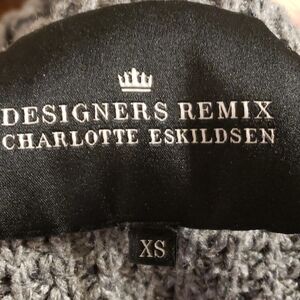 DESIGNERS REMIX
CHARLOTTE ESKILDSEN
XS